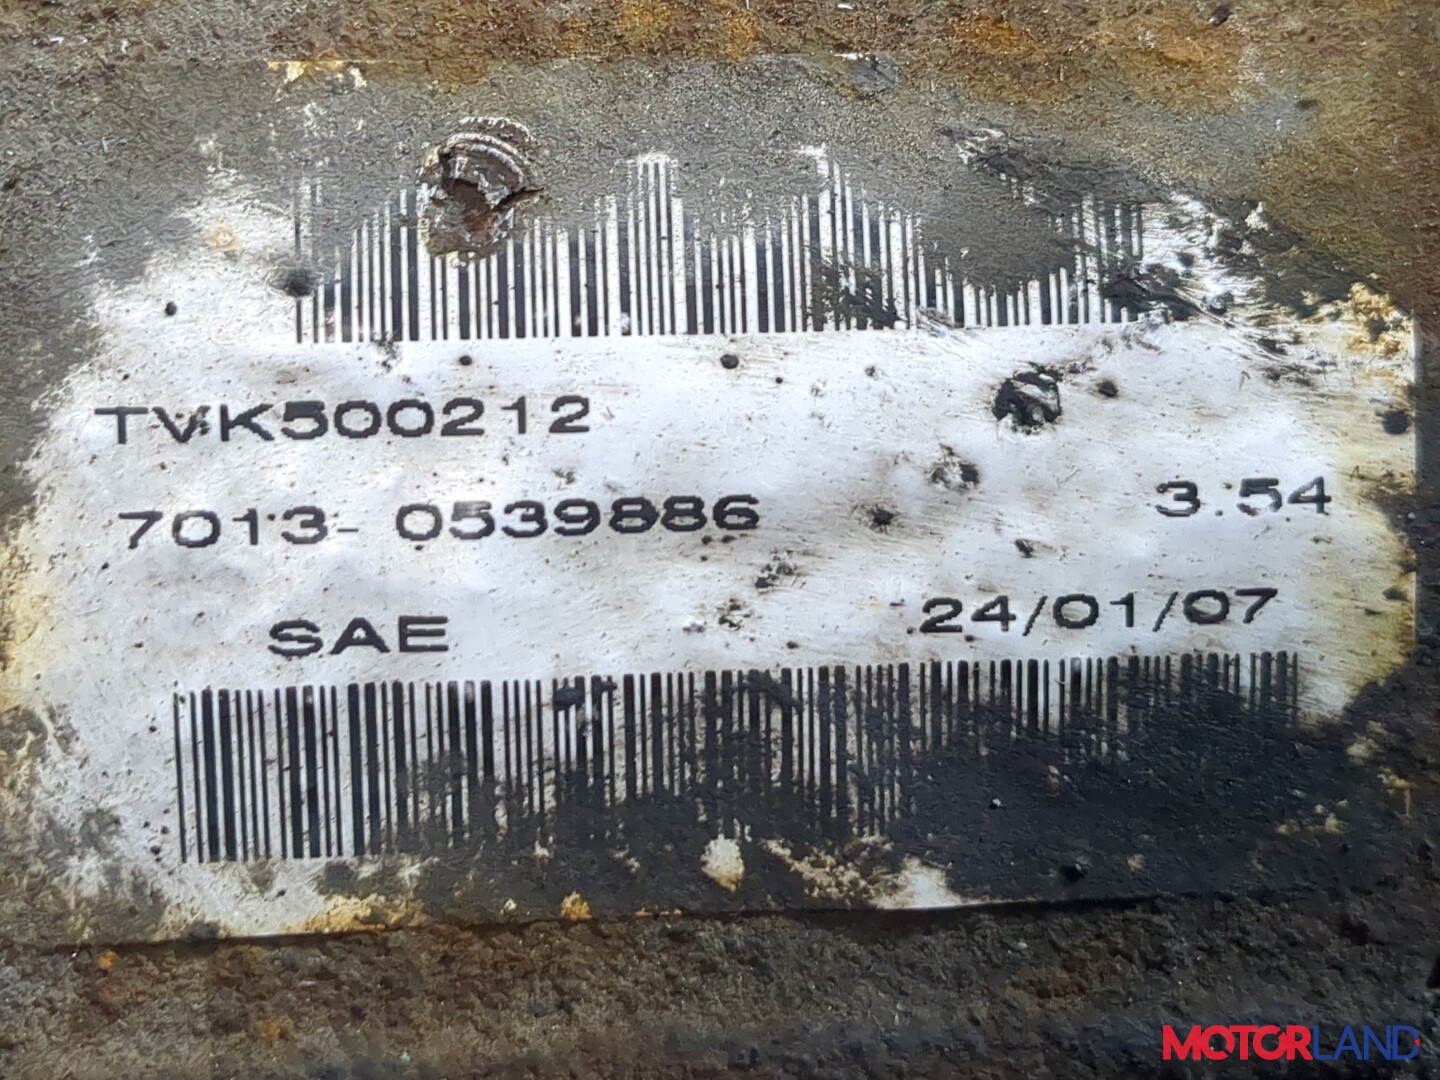 TVK500212
7013- 0539886
3.54
SAE
24/01/07
MOTORLAND